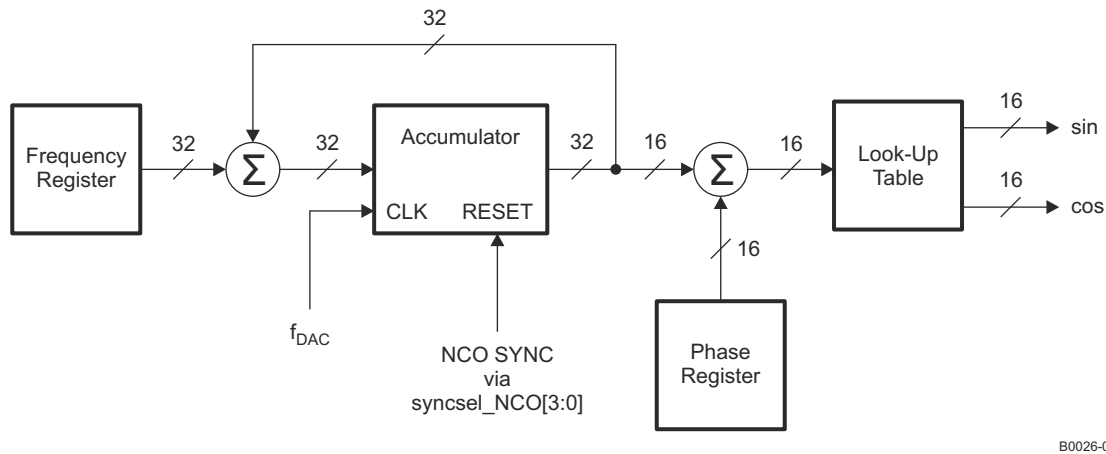 32
Frequency
Register
32
Σ
32
Accumulator
CLK RESET
32
16
Σ
16
Look-Up
Table
16
sin
16
cos
16
f_DAC
NCO SYNC
via
syncsel_NCO[3:0]
Phase
Register